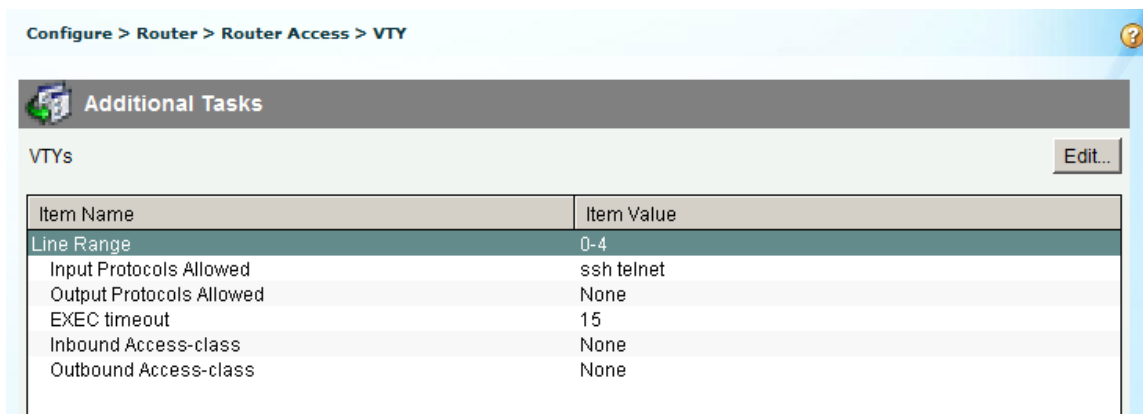 Configure > Router > Router Access > VTY
?
Additional Tasks
VTYs
Edit...
Item Name Item Value
Line Range 0-4
Input Protocols Allowed ssh telnet
Output Protocols Allowed None
EXEC timeout 15
Inbound Access-class None
Outbound Access-class None